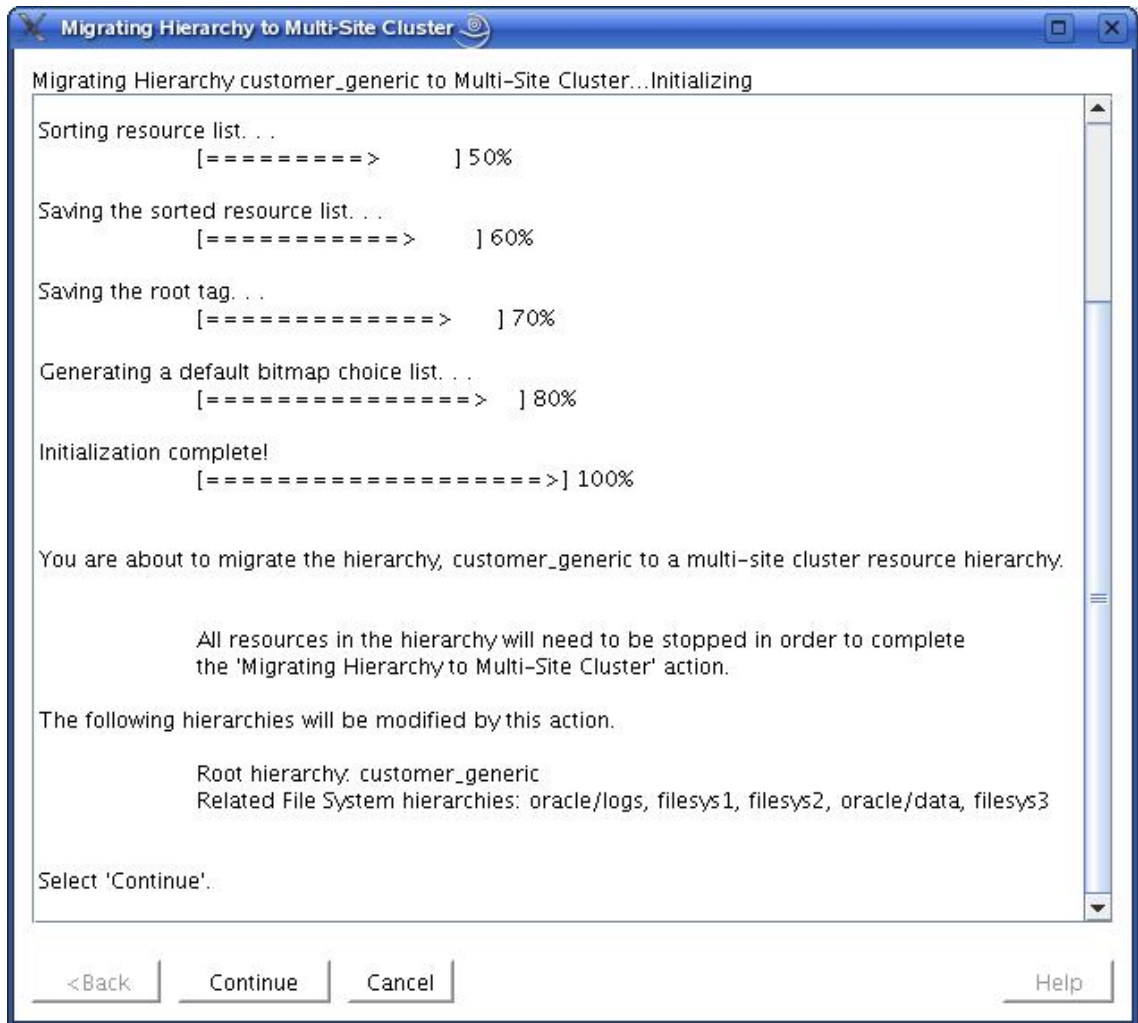 Migrating Hierarchy to Multi-Site Cluster
Migrating Hierarchy customer_generic to Multi-Site Cluster...Initializing
Sorting resource list. . .
[= = = = = = = = = >          ] 50%
Saving the sorted resource list. . .
[= = = = = = = = = = = >        ] 60%
Saving the root tag. . .
[= = = = = = = = = = = = = >      ] 70%
Generating a default bitmap choice list. . .
[= = = = = = = = = = = = = = = >    ] 80%
Initialization complete!
[= = = = = = = = = = = = = = = = = = = >] 100%
You are about to migrate the hierarchy, customer_generic to a multi-site cluster resource hierarchy.
All resources in the hierarchy will need to be stopped in order to complete
the 'Migrating Hierarchy to Multi-Site Cluster' action.
The following hierarchies will be modified by this action.
Root hierarchy: customer_generic
Related File System hierarchies: oracle/logs, filesys1, filesys2, oracle/data, filesys3
Select 'Continue'.
<Back Continue Cancel Help